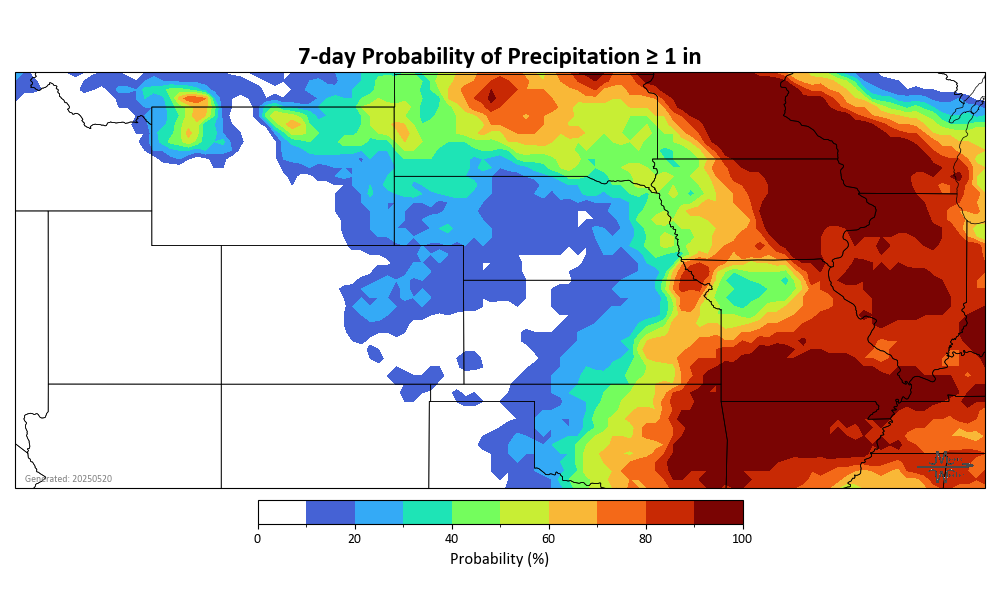 7-day Probability of Precipitation ≥ 1 in
Generated: 20250520
0 20 40 60 80 100
Probability (%)